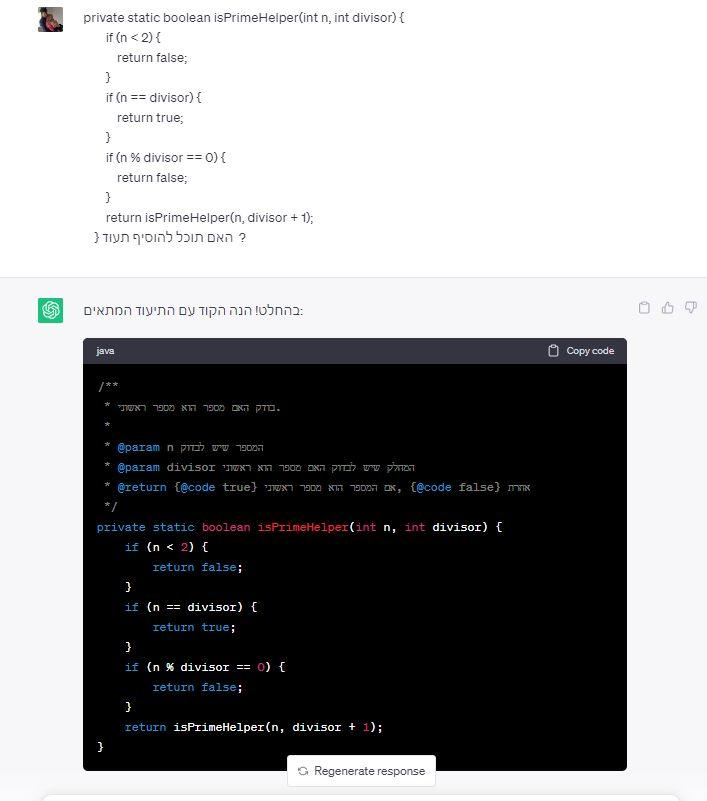 private static boolean isPrimeHelper(int n, int divisor) {
if (n < 2) {
return false;
}
if (n == divisor) {
return true;
}
if (n % divisor == 0) {
return false;
}
return isPrimeHelper(n, divisor + 1);
} האם תוכל להוסיף תעוד ?
בהחלט! הנה הקוד עם התיעוד המתאים:
java
Copy code
/**
* בודק האם מספר הוא מספר ראשוני.
*
* @param n המספר שיש לבדוק
* @param divisor המחלק שיש לבדוק האם מספר הוא ראשוני
* @return {@code true} אם המספר הוא מספר ראשוני, {@code false} אחרת
*/
private static boolean isPrimeHelper(int n, int divisor) {
if (n < 2) {
return false;
}
if (n == divisor) {
return true;
}
if (n % divisor == 0) {
return false;
}
return isPrimeHelper(n, divisor + 1);
}
Regenerate response